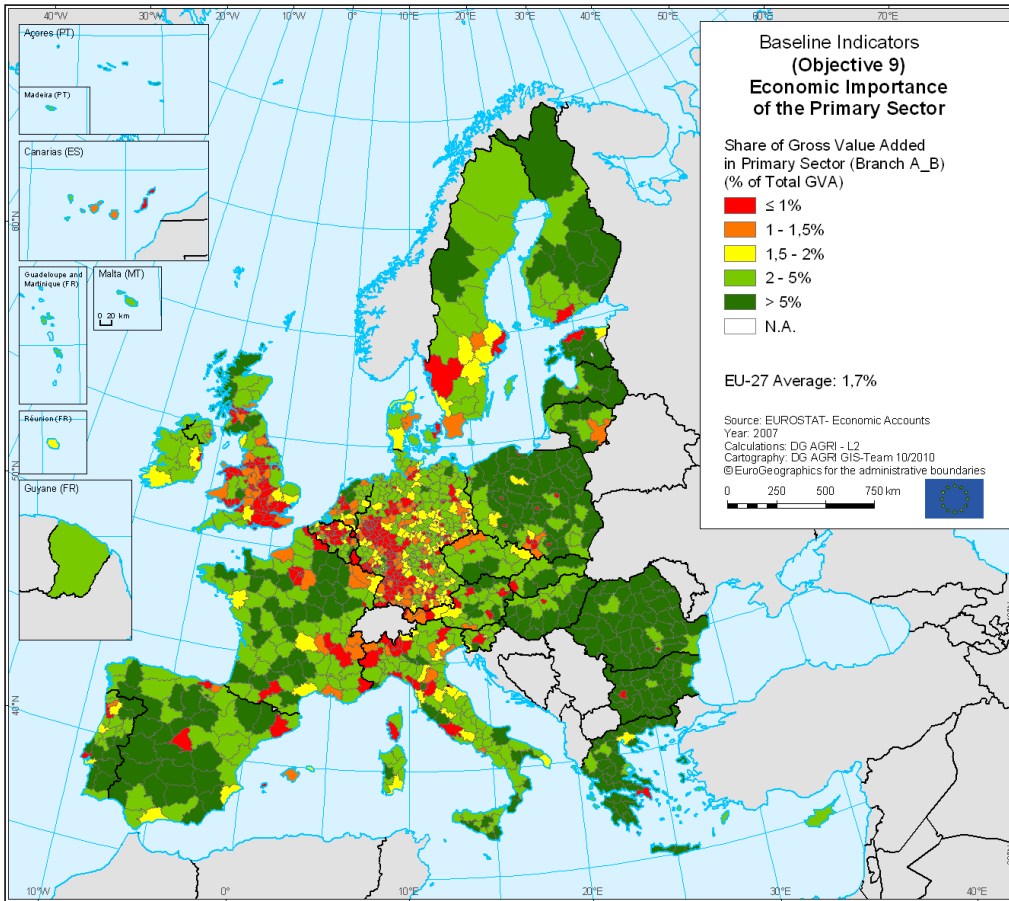 40°W
30°W
20°W
10°W
0°
10°E
20°E
30°E
40°E
50°E
60°E
70°E
Açores (PT)
Madeira (PT)
Canarias (ES)
Guadeloupe and
Martinique (FR)
Malta (MT)
0 20 km
Réunion (FR)
Guyane (FR)
60°N
50°N
40°N
Baseline Indicators
(Objective 9)
Economic Importance
of the Primary Sector
Share of Gross Value Added
in Primary Sector (Branch A_B)
(% of Total GVA)
≤ 1%
1 - 1,5%
1,5 - 2%
2 - 5%
> 5%
N.A.
EU-27 Average: 1,7%
Source: EUROSTAT- Economic Accounts
Year: 2007
Calculations: DG AGRI - L2
Cartography: DG AGRI GIS-Team 10/2010
© EuroGeographics for the administrative boundaries
0 250 500 750 km
10°W
0°
10°E
20°E
30°E
40°E